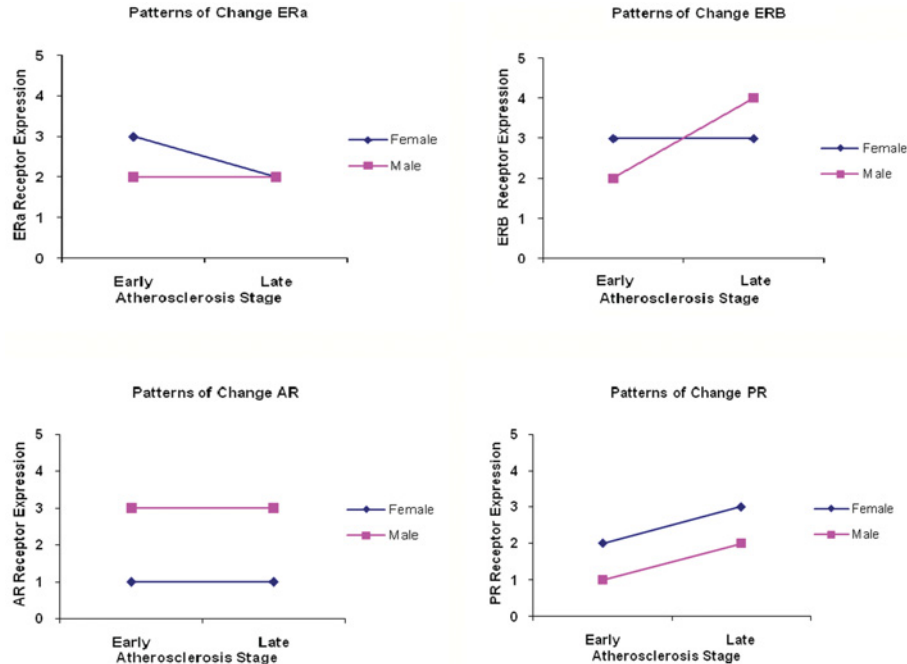 Patterns of Change ERa
5
4
3
2
1
0
ERa Receptor Expression
Early
Late
Atherosclerosis Stage
Female
Male
Patterns of Change ERB
5
4
3
2
1
0
ERB Receptor Expression
Early
Late
Atherosclerosis Stage
Female
Male
Patterns of Change AR
5
4
3
2
1
0
AR Receptor Expression
Early
Late
Atherosclerosis Stage
Female
Male
Patterns of Change PR
5
4
3
2
1
0
PR Receptor Expression
Early
Late
Atherosclerosis Stage
Female
Male